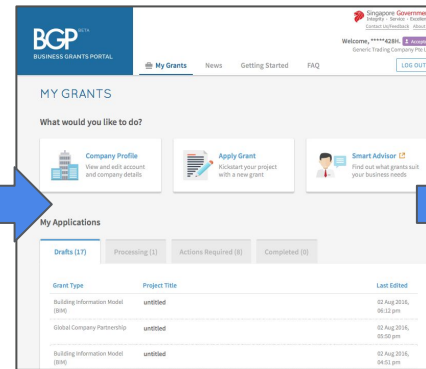 Singapore Governme
Integrity · Service · Excellen
Contact Us/Feedback About
BGP BETA
BUSINESS GRANTS PORTAL
Welcome, *****428H.
Generic Trading Company Pte L
My Grants News Getting Started FAQ
LOG OUT
MY GRANTS
What would you like to do?
Company Profile
View and edit account
and company details
Apply Grant
Kickstart your project
with a new grant
Smart Advisor
Find out what grants suit
your business needs
My Applications
Drafts (17) Processing (1) Actions Required (8) Completed (0)
Grant Type Project Title Last Edited
Building Information Model
(BIM)
untitled
02 Aug 2016,
06:12 pm
Global Company Partnership
untitled
02 Aug 2016,
05:50 pm
Building Information Model
(BIM)
untitled
02 Aug 2016,
04:51 pm